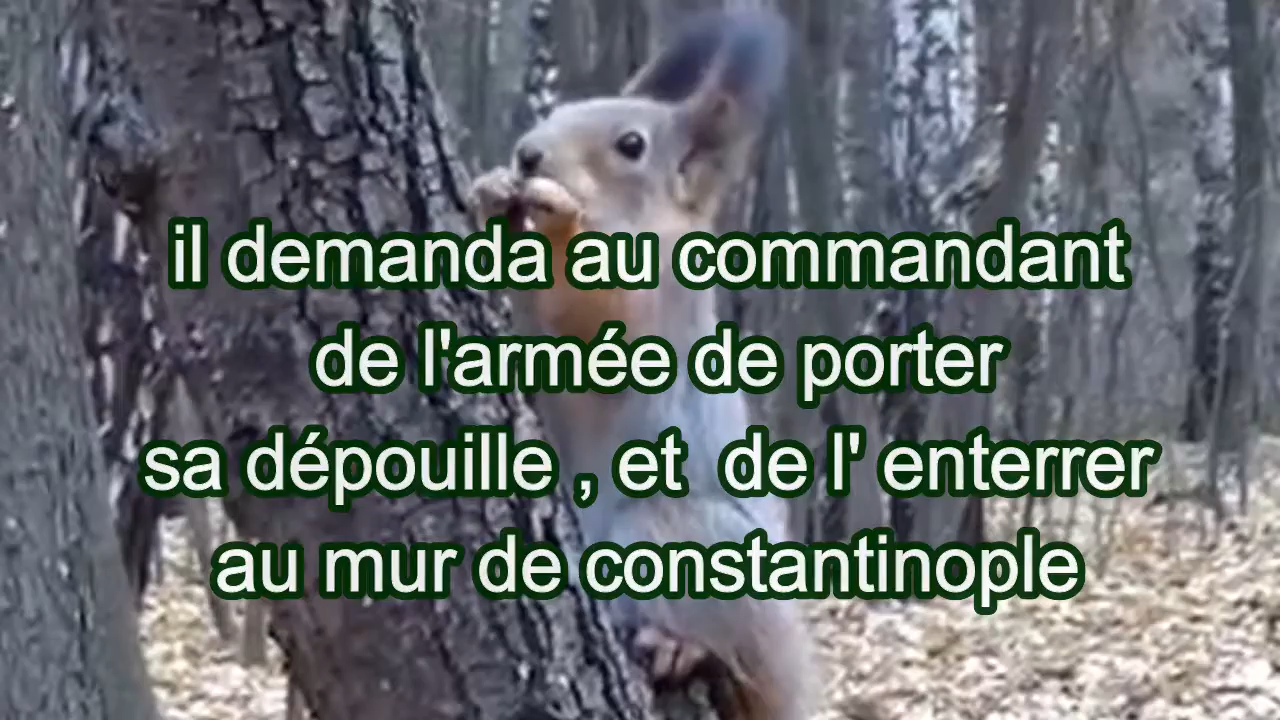 il demanda au commandant
de l'armée de porter
sa dépouille , et de l' enterrer
au mur de constantinople